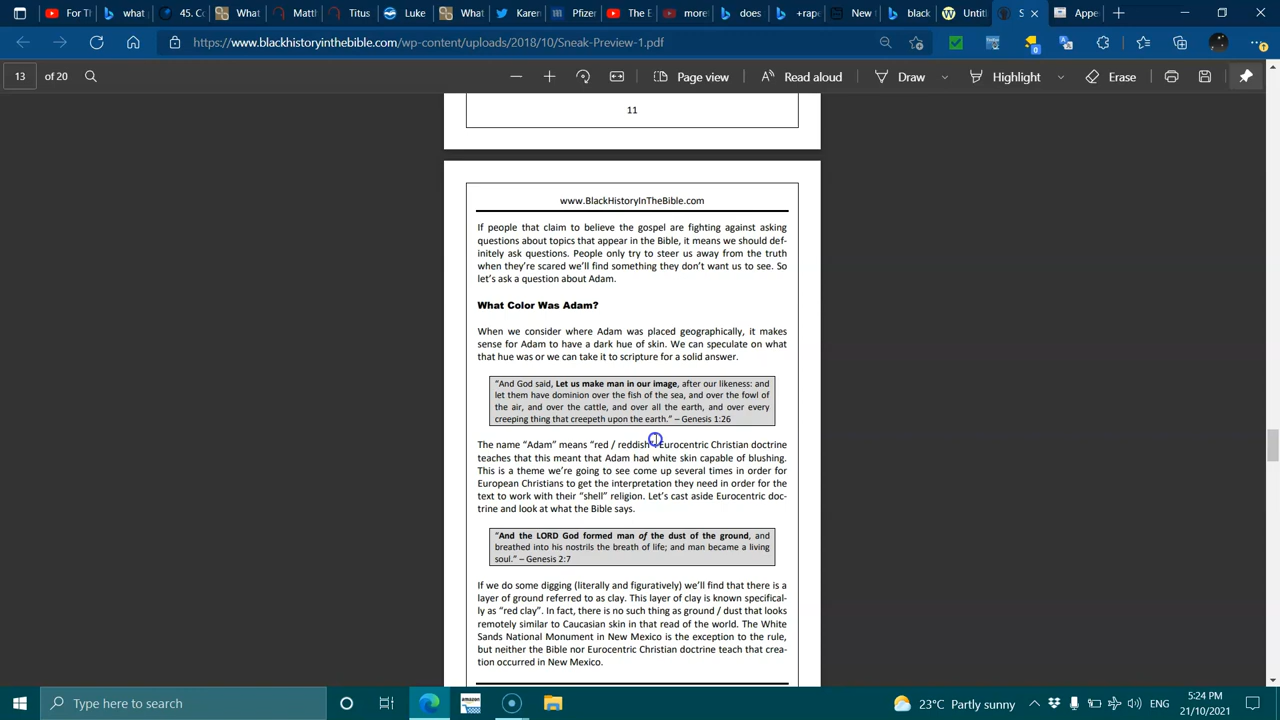 For T
what
45. Co
What
Matth
Titus
Luke
What
Karen
Pfizer
The E
more
does
+rap
New
black
Untit
S
Appe
https://www.blackhistoryinthebible.com/wp-content/uploads/2018/10/Sneak-Preview-1.pdf
13 of 20
Page view
Read aloud
Draw
Highlight
Erase
11
www.BlackHistoryInTheBible.com
If people that claim to believe the gospel are fighting against asking
questions about topics that appear in the Bible, it means we should def-
initely ask questions. People only try to steer us away from the truth
when they're scared we'll find something they don't want us to see. So
let's ask a question about Adam.
What Color Was Adam?
When we consider where Adam was placed geographically, it makes
sense for Adam to have a dark hue of skin. We can speculate on what
that hue was or we can take it to scripture for a solid answer.
"And God said, Let us make man in our image, after our likeness: and
let them have dominion over the fish of the sea, and over the fowl of
the air, and over the cattle, and over all the earth, and over every
creeping thing that creepeth upon the earth." – Genesis 1:26
The name "Adam" means "red / reddish". Eurocentric Christian doctrine
teaches that this meant that Adam had white skin capable of blushing.
This is a theme we're going to see come up several times in order for
European Christians to get the interpretation they need in order for the
text to work with their "shell" religion. Let's cast aside Eurocentric doc-
trine and look at what the Bible says.
"And the LORD God formed man of the dust of the ground, and
breathed into his nostrils the breath of life; and man became a living
soul." – Genesis 2:7
If we do some digging (literally and figuratively) we'll find that there is a
layer of ground referred to as clay. This layer of clay is known specifical-
ly as "red clay". In fact, there is no such thing as ground / dust that looks
remotely similar to Caucasian skin in that read of the world. The White
Sands National Monument in New Mexico is the exception to the rule,
but neither the Bible nor Eurocentric Christian doctrine teach that crea-
tion occurred in New Mexico.
Type here to search
23°C Partly sunny
ENG
5:24 PM
21/10/2021